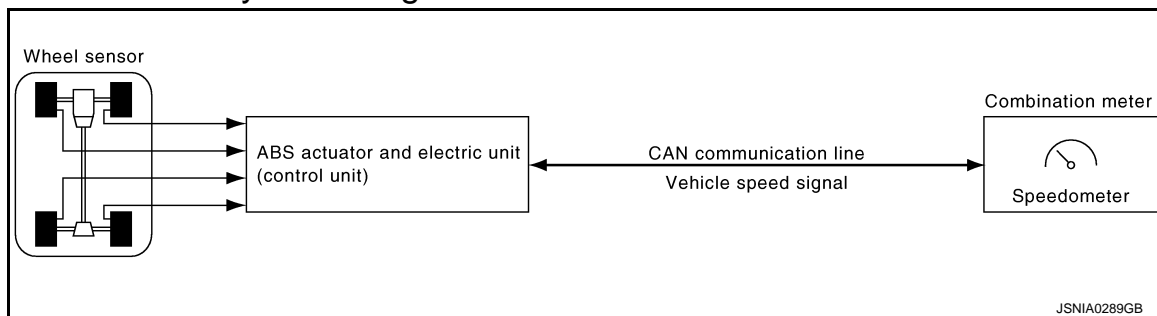 Wheel sensor
Combination meter
ABS actuator and electric unit
(control unit)
CAN communication line
Vehicle speed signal
Speedometer
JSNIA0289GB